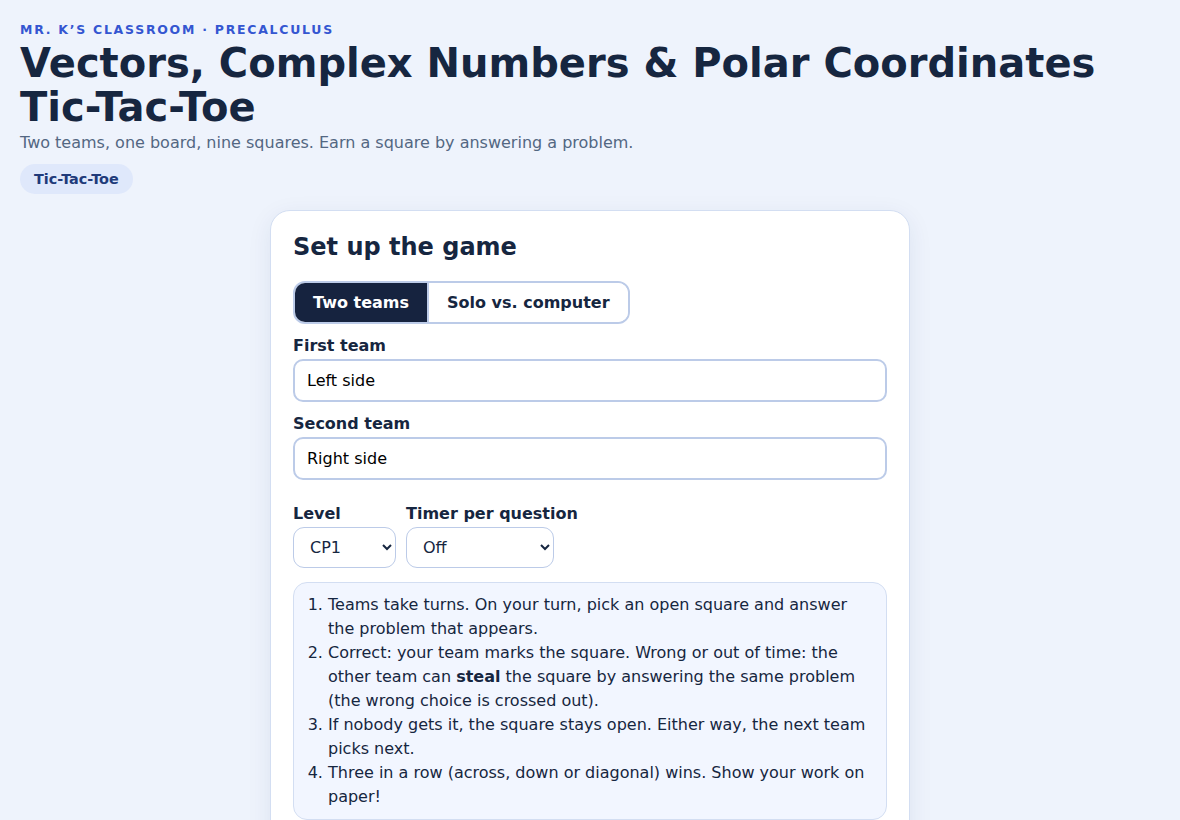 MR. K’S CLASSROOM · PRECALCULUS
Vectors, Complex Numbers & Polar Coordinates
Tic-Tac-Toe
Two teams, one board, nine squares. Earn a square by answering a problem.
Tic-Tac-Toe
Set up the game
Two teams Solo vs. computer
First team
Left side
Second team
Right side
Level Timer per question
CP1 Off
1. Teams take turns. On your turn, pick an open square and answer
the problem that appears.
2. Correct: your team marks the square. Wrong or out of time: the
other team can steal the square by answering the same problem
(the wrong choice is crossed out).
3. If nobody gets it, the square stays open. Either way, the next team
picks next.
4. Three in a row (across, down or diagonal) wins. Show your work on
paper!